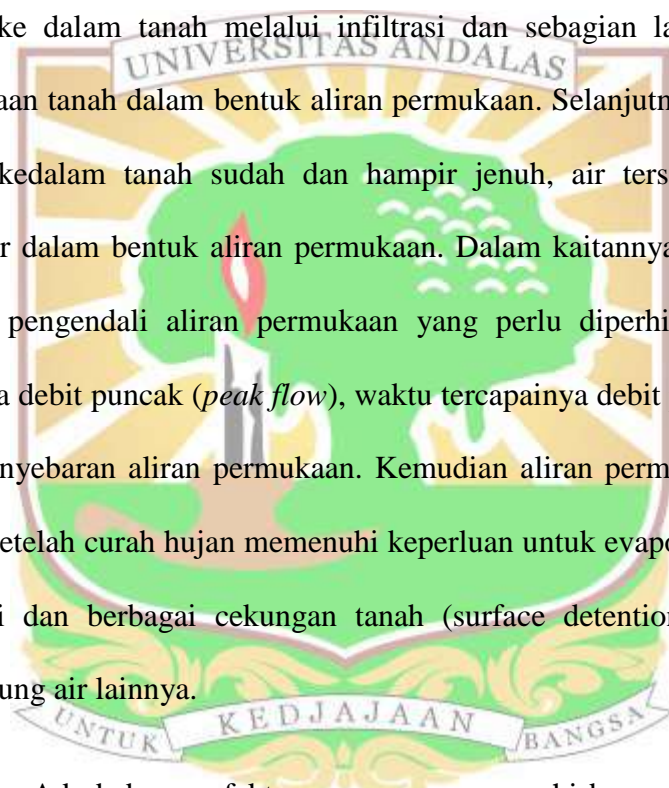 ke dalam tanah melalui infiltrasi dan sebagian la
UNIVERSITAS ANDALAS
aan tanah dalam bentuk aliran permukaan. Selanjutn
kedalam tanah sudah dan hampir jenuh, air ters
r dalam bentuk aliran permukaan. Dalam kaitannya
pengendali aliran permukaan yang perlu diperhi
a debit puncak (peak flow), waktu tercapainya debit
nyebaran aliran permukaan. Kemudian aliran perm
setelah curah hujan memenuhi keperluan untuk evapo
i dan berbagai cekungan tanah (surface detention
ung air lainnya.
UNTUK KEDJAJAAN BANGSA